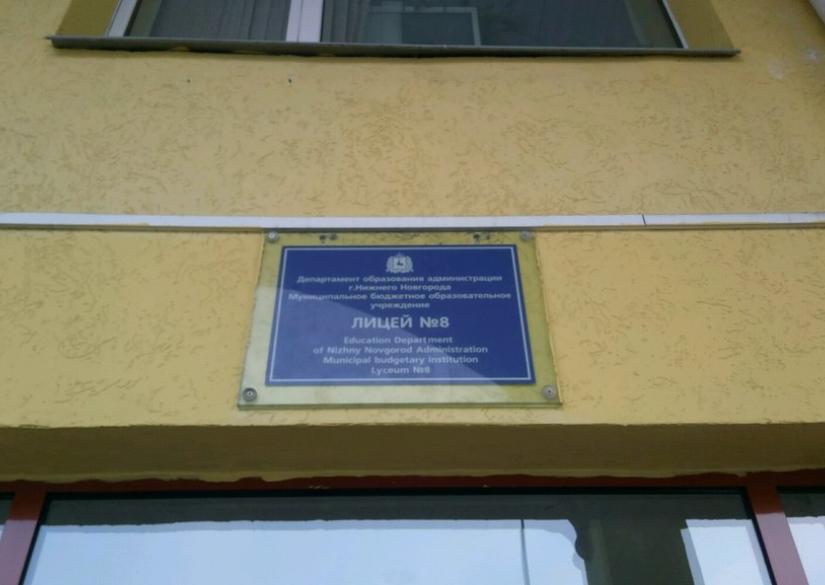 Департамент образования администрации
г.Нижнего Новгорода
Муниципальное бюджетное образовательное
учреждение
ЛИЦЕЙ №8
Education Department
of Nizhny Novgorod Administration
Municipal budgetary institution
Lyceum №8